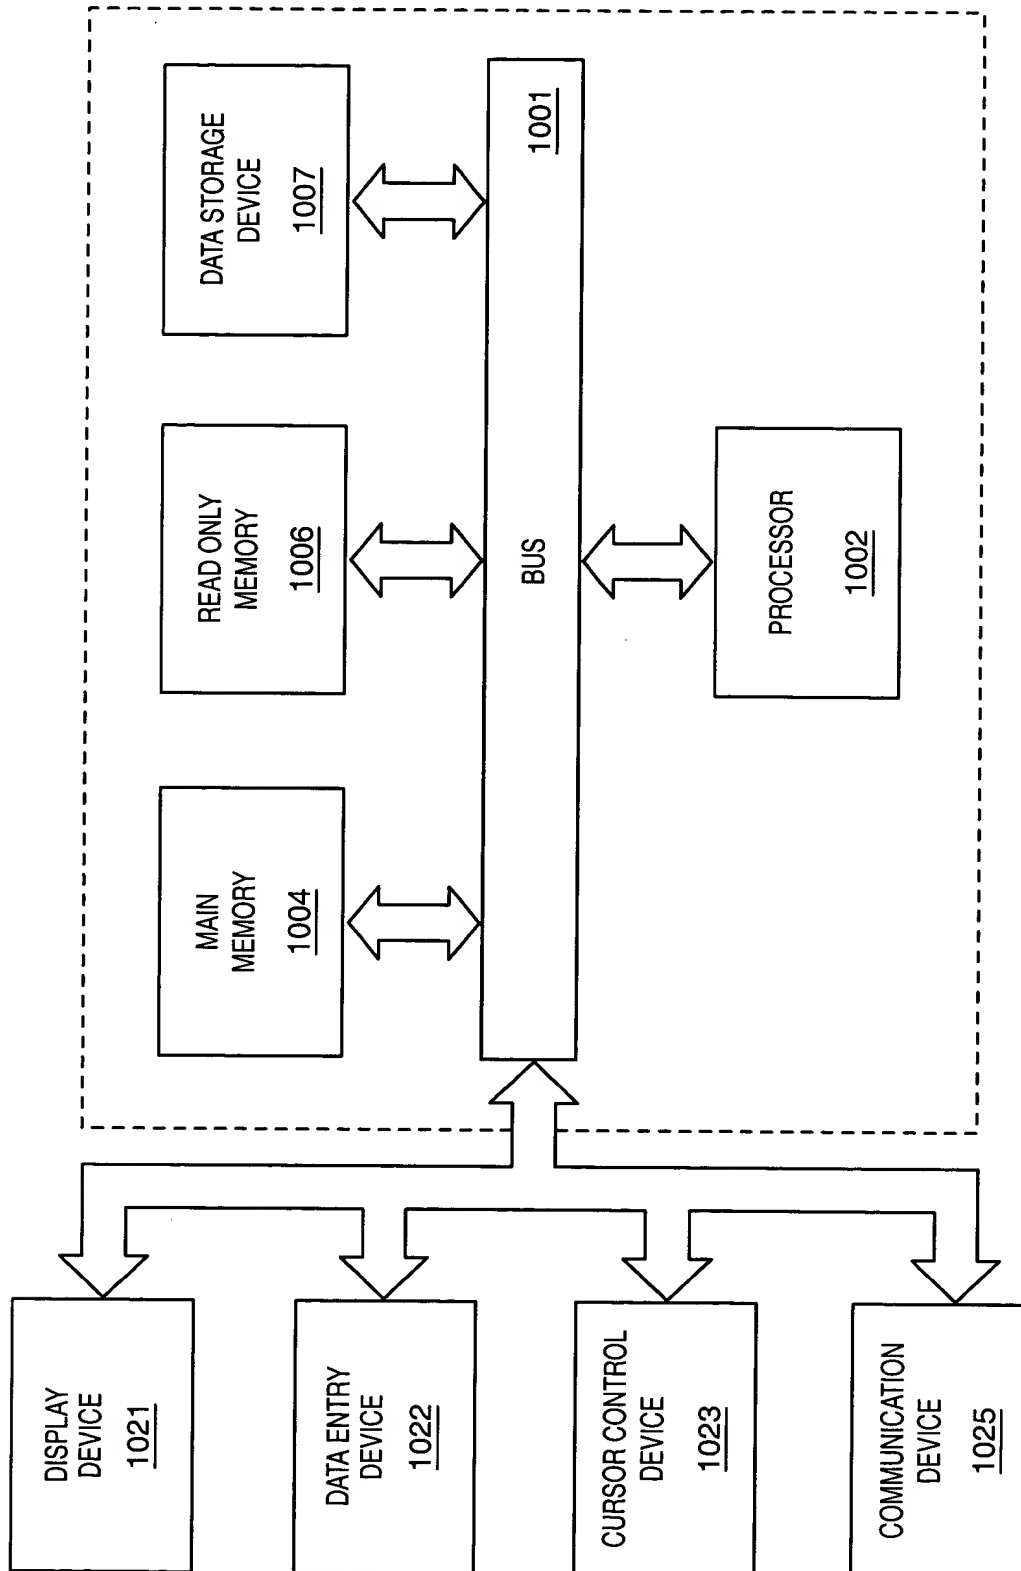 DISPLAY
DEVICE
1021
DATA ENTRY
DEVICE
1022
CURSOR CONTROL
DEVICE
1023
COMMUNICATION
DEVICE
1025
MAIN
MEMORY
1004
READ ONLY
MEMORY
1006
DATA STORAGE
DEVICE
1007
BUS
1001
PROCESSOR
1002